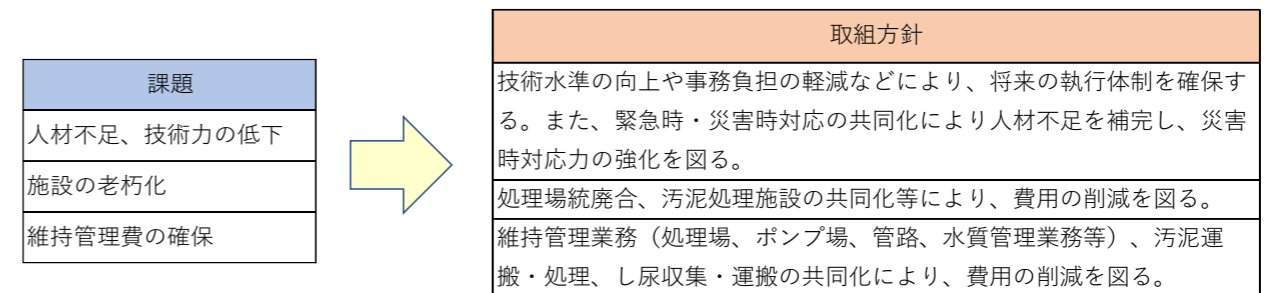 課題
人材不足、技術力の低下
施設の老朽化
維持管理費の確保
取組方針
技術水準の向上や事務負担の軽減などにより、将来の執行体制を確保す
る。また、緊急時・災害時対応の共同化により人材不足を補完し、災害
時対応力の強化を図る。
処理場統廃合、汚泥処理施設の共同化等により、費用の削減を図る。
維持管理業務（処理場、ポンプ場、管路、水質管理業務等）、汚泥運
搬・処理、し尿収集・運搬の共同化により、費用の削減を図る。